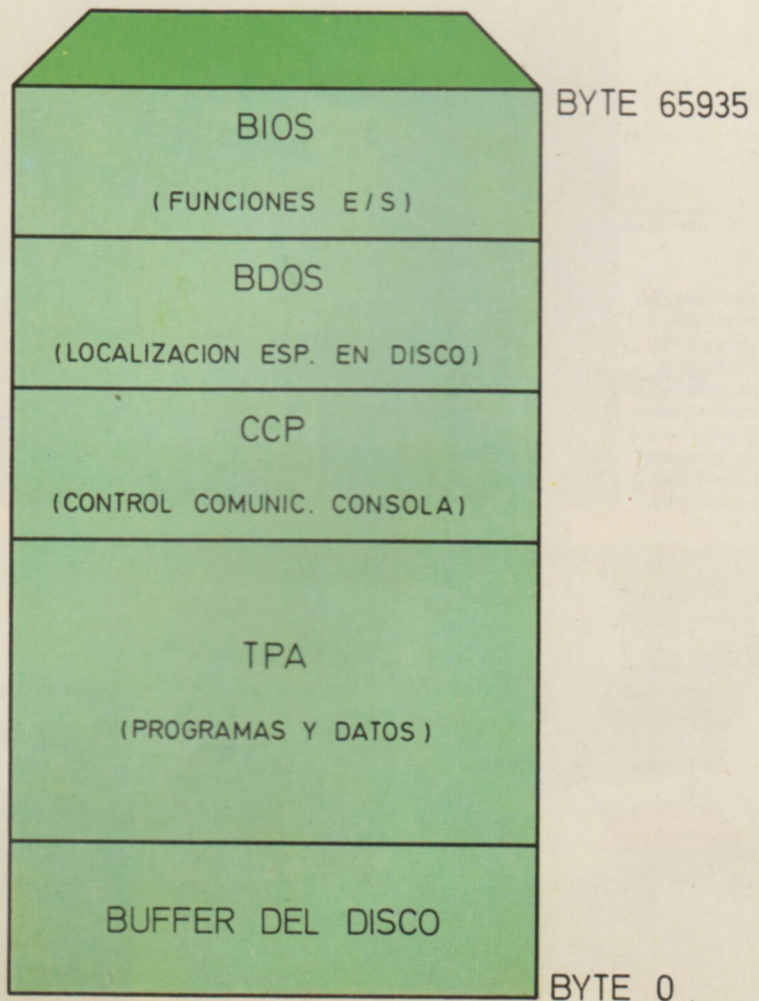 BYTE 65935
BIOS
(FUNCIONES E/S)
BDOS
(LOCALIZACION ESP. EN DISCO)
CCP
(CONTROL COMUNIC. CONSOLA)
TPA
(PROGRAMAS Y DATOS)
BUFFER DEL DISCO
BYTE 0